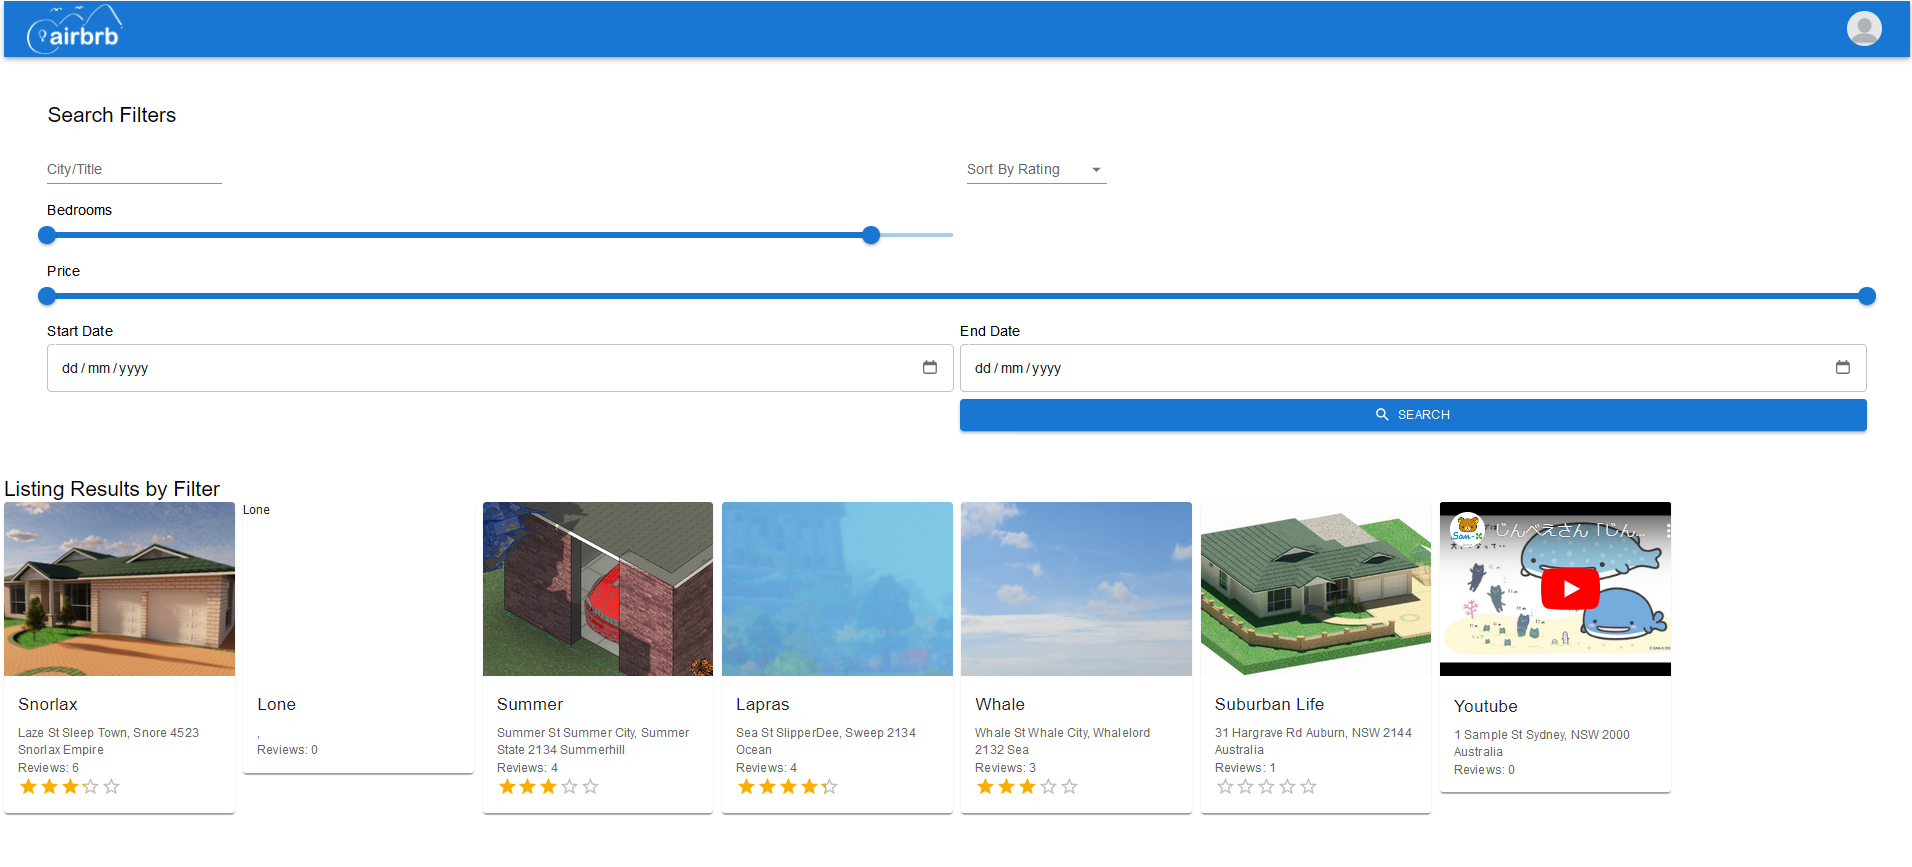 airbrb
Search Filters
City/Title
Sort By Rating
Bedrooms
Price
Start Date
End Date
dd/mm/yyyy
dd/mm/yyyy
SEARCH
Listing Results by Filter
Lone
San-X
じんべえさん「じん...
Snorlax
Laze St Sleep Town, Snore 4523
Snorlax Empire
Reviews: 6
Lone
,
Reviews: 0
Summer
Summer St Summer City, Summer
State 2134 Summerhill
Reviews: 4
Lapras
Sea St SlipperDee, Sweep 2134
Ocean
Reviews: 4
Whale
Whale St Whale City, Whalelord
2132 Sea
Reviews: 3
Suburban Life
31 Hargrave Rd Auburn, NSW 2144
Australia
Reviews: 1
Youtube
1 Sample St Sydney, NSW 2000
Australia
Reviews: 0